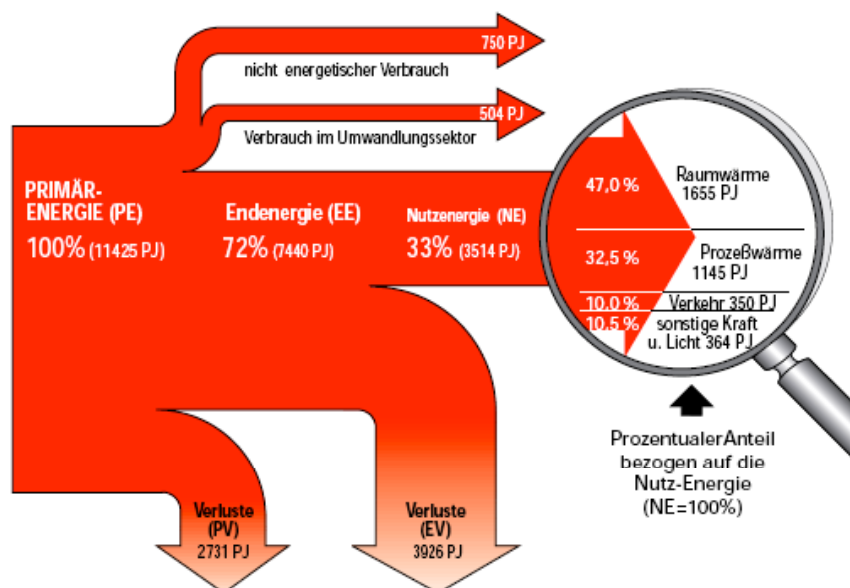 750 PJ
nicht energetischer Verbrauch
504 PJ
Verbrauch im Umwandlungssektor
PRIMÄR-
ENERGIE (PE)
100% (11425 PJ)
Endenergie (EE)
72% (7440 PJ)
Nutzenergie (NE)
33% (3514 PJ)
47,0 %
Raumwärme
1655 PJ
32,5 %
Prozeßwärme
1145 PJ
10,0 %
Verkehr 350 PJ
10,5 %
sonstige Kraft
u. Licht 364 PJ
Prozentualer Anteil
bezogen auf die
Nutz-Energie
(NE=100%)
Verluste
(PV)
2731 PJ
Verluste
(EV)
3926 PJ